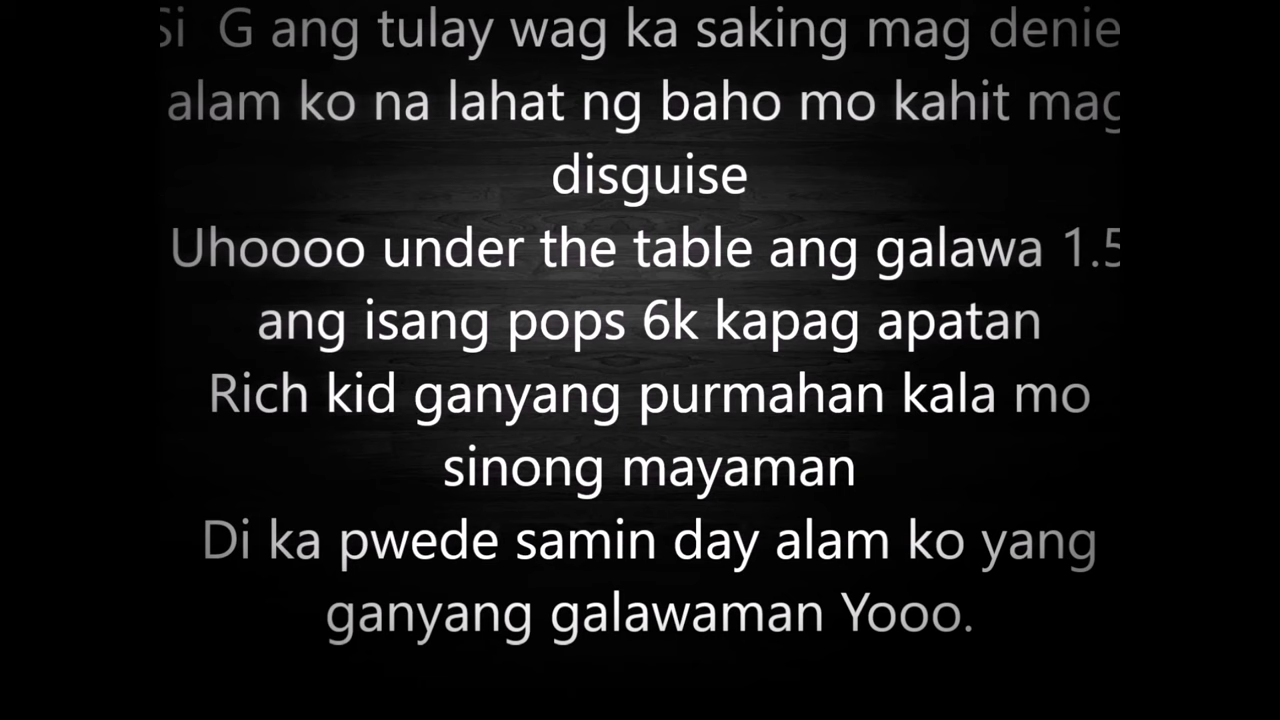 Si G ang tulay wag ka saking mag denie
alam ko na lahat ng baho mo kahit mag
disguise
Uhoooo under the table ang galawa 1.5
ang isang pops 6k kapag apatan
Rich kid ganyang purmahan kala mo
sinong mayaman
Di ka pwede samin day alam ko yang
ganyang galawaman Yooo.